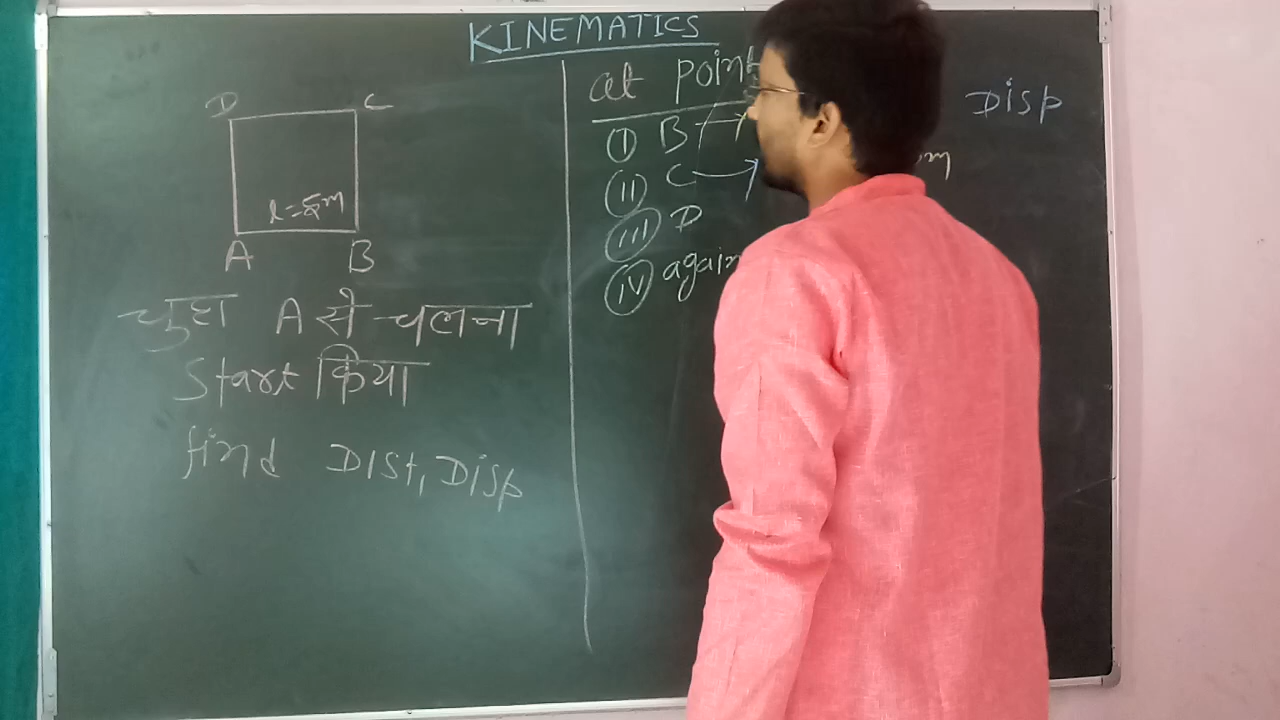 KINEMATICS
D C
l=5m
A B
चुहा A से चलना
Start किया
find Dist, Disp
at point
Disp
(I) B →
(II) C → m
(III) D
(IV) again